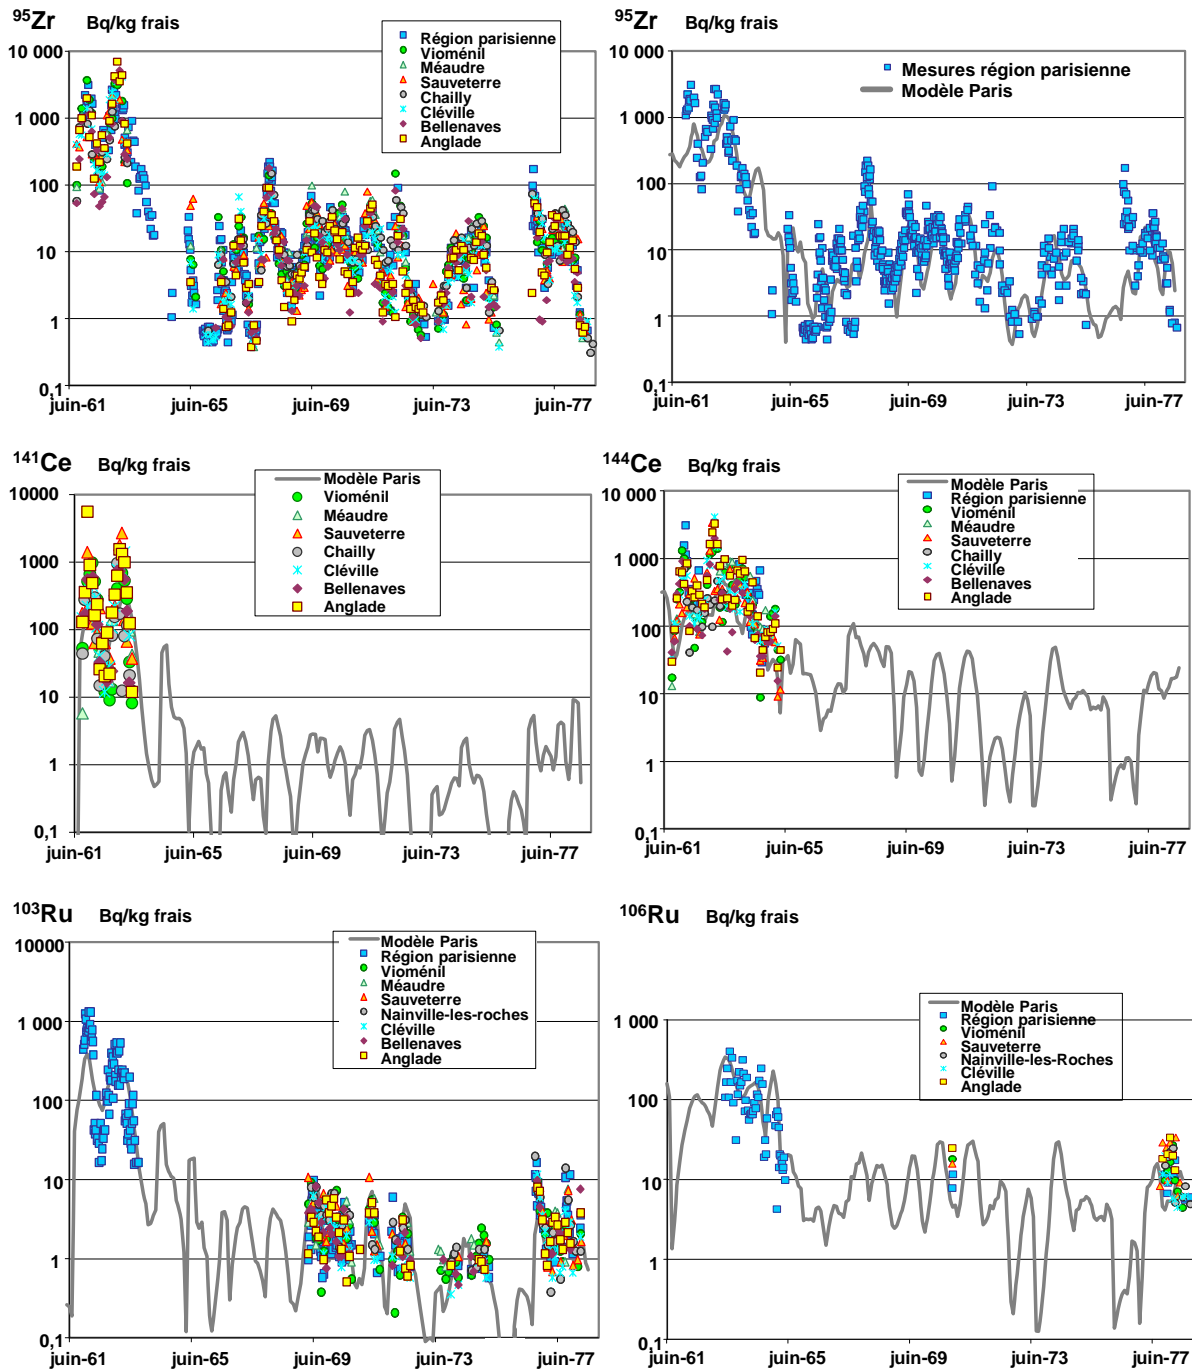 95Zr Bq/kg frais
10 000
1 000
100
10
1
0,1
juin-61 juin-65 juin-69 juin-73 juin-77
Région parisienne
Vioménil
Méaudre
Sauveterre
Chailly
Cléville
Bellenaves
Anglade
95Zr Bq/kg frais
10 000
1 000
100
10
1
0,1
juin-61 juin-65 juin-69 juin-73 juin-77
Mesures région parisienne
Modèle Paris
141Ce Bq/kg frais
10000
1000
100
10
1
0,1
juin-61 juin-65 juin-69 juin-73 juin-77
Modèle Paris
Vioménil
Méaudre
Sauveterre
Chailly
Cléville
Bellenaves
Anglade
144Ce Bq/kg frais
10 000
1 000
100
10
1
0,1
juin-61 juin-65 juin-69 juin-73 juin-77
Modèle Paris
Région parisienne
Vioménil
Méaudre
Sauveterre
Chailly
Cléville
Bellenaves
Anglade
103Ru Bq/kg frais
10000
1 000
100
10
1
0,1
juin-61 juin-65 juin-69 juin-73 juin-77
Modèle Paris
Région parisienne
Vioménil
Méaudre
Sauveterre
Nainville-les-roches
Cléville
Bellenaves
Anglade
106Ru Bq/kg frais
1 000
100
10
1
0,1
juin-61 juin-65 juin-69 juin-73 juin-77
Modèle Paris
Région parisienne
Vioménil
Sauveterre
Nainville-les-Roches
Cléville
Anglade